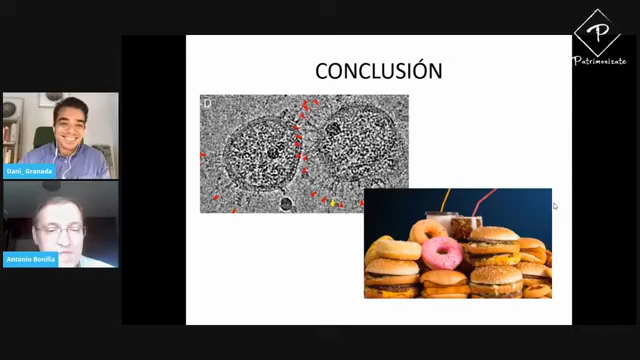 P
Patrimonízate
CONCLUSIÓN
D
Dani_Granada
Antonio Bonilla